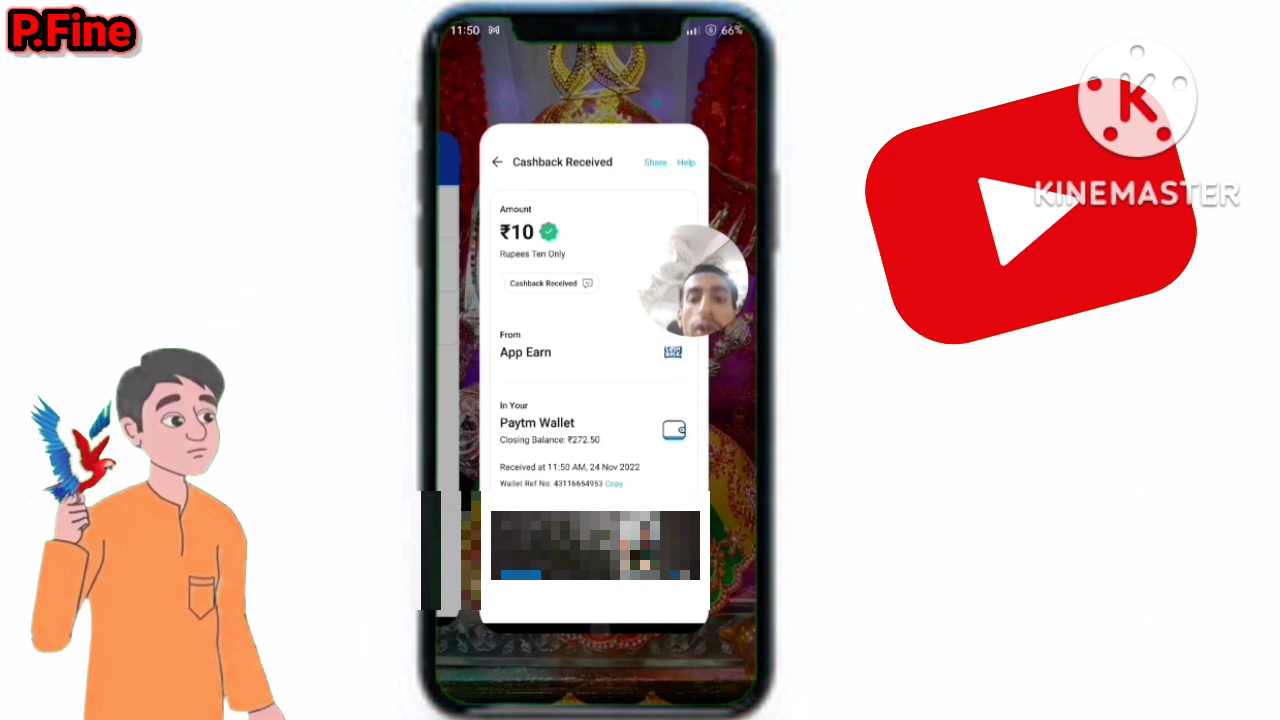 P.Fine
11:50
66%
Cashback Received
Share
Help
Amount
₹10
Rupees Ten Only
Cashback Received
From
App Earn
In Your
Paytm Wallet
Closing Balance: ₹272.50
Received at 11:50 AM, 24 Nov 2022
Wallet Ref No: 43116654953 Copy
K
KINEMASTER